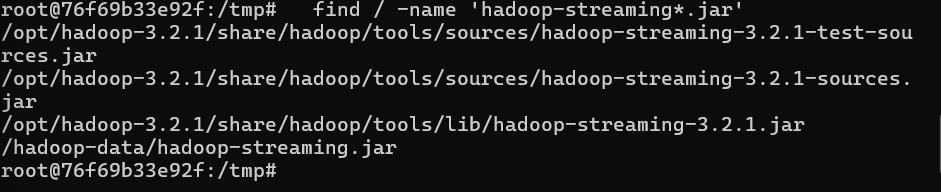 root@76f69b33e92f:/tmp#   find / -name 'hadoop-streaming*.jar'
/opt/hadoop-3.2.1/share/hadoop/tools/sources/hadoop-streaming-3.2.1-test-sou
rces.jar
/opt/hadoop-3.2.1/share/hadoop/tools/sources/hadoop-streaming-3.2.1-sources.
jar
/opt/hadoop-3.2.1/share/hadoop/tools/lib/hadoop-streaming-3.2.1.jar
/hadoop-data/hadoop-streaming.jar
root@76f69b33e92f:/tmp#